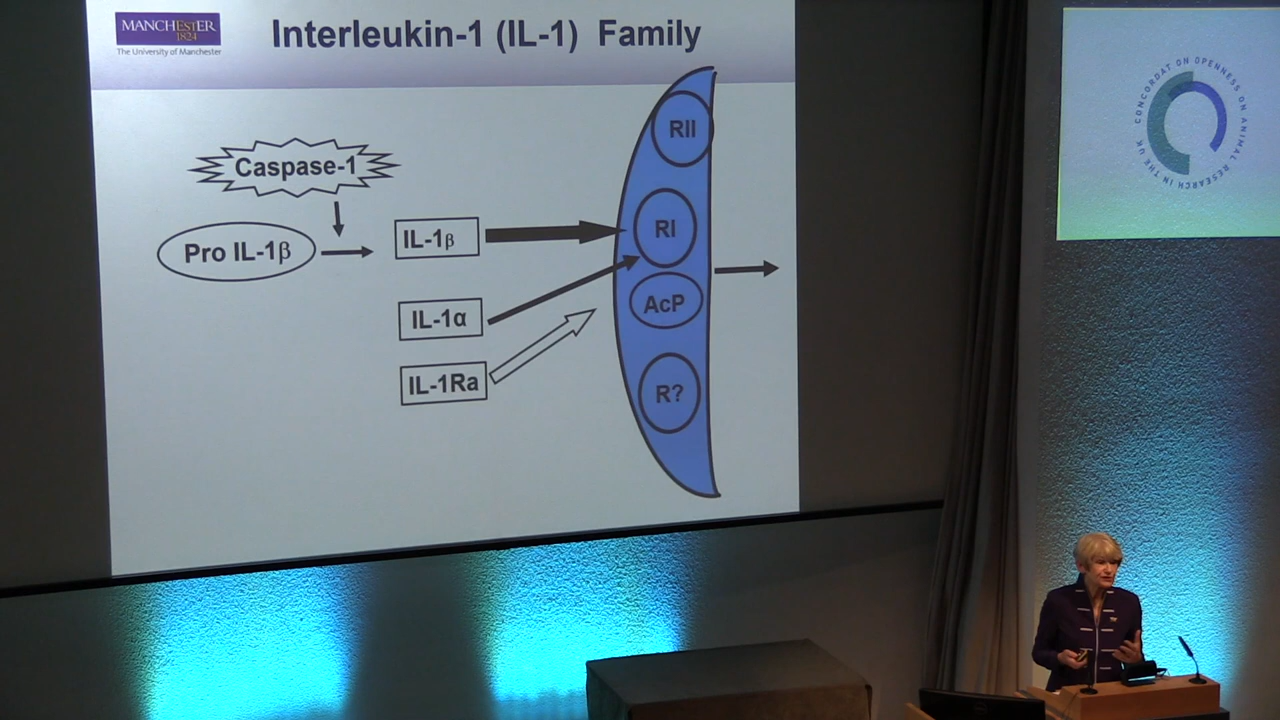 MANCHESTER
1824
The University of Manchester
Interleukin-1 (IL-1) Family
Caspase-1
Pro IL-1β
IL-1β
IL-1α
IL-1Ra
RII
RI
AcP
R?
CONCORDAT ON OPENNESS ON ANIMAL RESEARCH IN THE UK